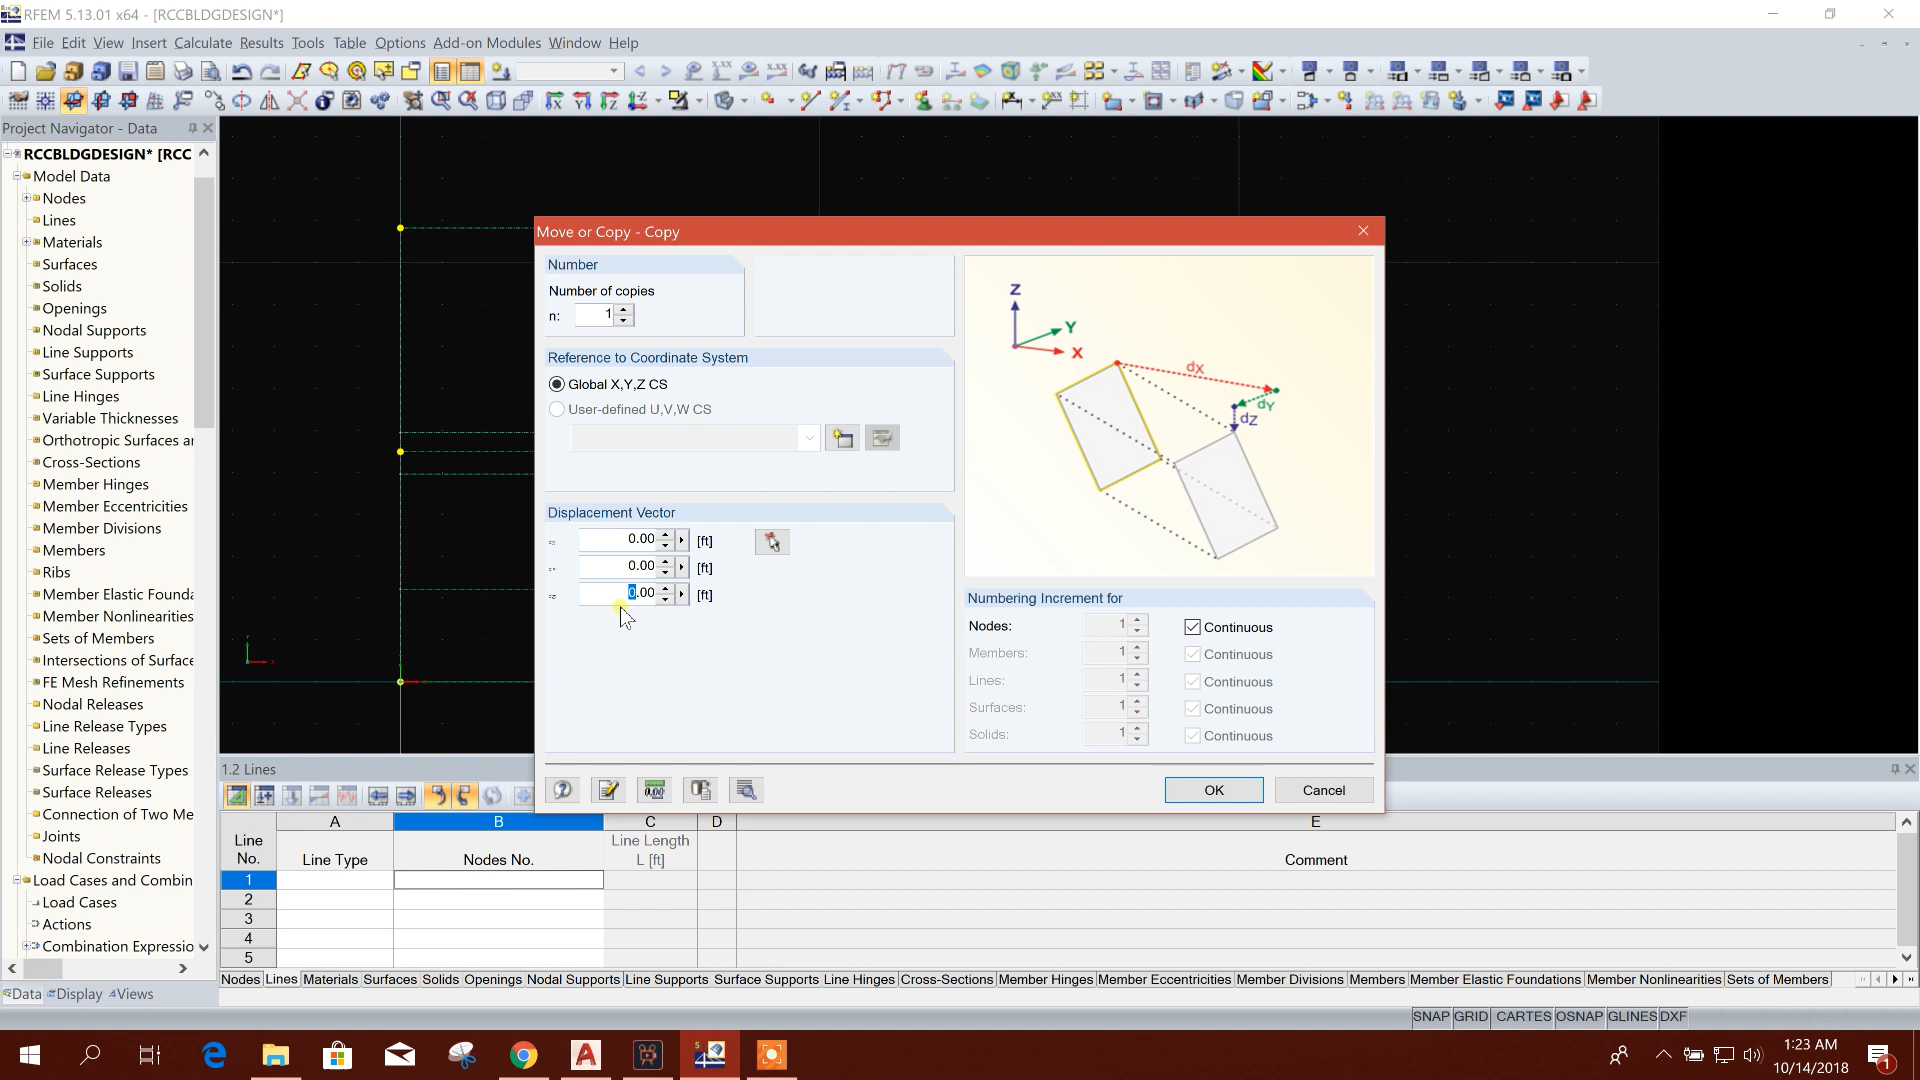 RFEM 5.13.01 x64 - [RCCBLDGDESIGN*]
File Edit View Insert Calculate Results Tools Table Options Add-on Modules Window Help
Project Navigator - Data
RCCBLDGDESIGN* [RCC
Model Data
Nodes
Lines
Materials
Surfaces
Solids
Openings
Nodal Supports
Line Supports
Surface Supports
Line Hinges
Variable Thicknesses
Orthotropic Surfaces ar
Cross-Sections
Member Hinges
Member Eccentricities
Member Divisions
Members
Ribs
Member Elastic Founda
Member Nonlinearities
Sets of Members
Intersections of Surface
FE Mesh Refinements
Nodal Releases
Line Release Types
Line Releases
Surface Release Types
Surface Releases
Connection of Two Me
Joints
Nodal Constraints
Load Cases and Combin
Load Cases
Actions
Combination Expressio
Data Display Views
Move or Copy - Copy
Number
Number of copies
n: 1
Reference to Coordinate System
Global X,Y,Z CS
User-defined U,V,W CS
Displacement Vector
0.00 [ft]
0.00 [ft]
0.00 [ft]
Z
Y
X
dX
dY
dZ
Numbering Increment for
Nodes: 1 Continuous
Members: 1 Continuous
Lines: 1 Continuous
Surfaces: 1 Continuous
Solids: 1 Continuous
OK Cancel
1.2 Lines
A B C D E
Line No. Line Type Nodes No. Line Length L [ft] Comment
1
2
3
4
5
Nodes Lines Materials Surfaces Solids Openings Nodal Supports Line Supports Surface Supports Line Hinges Cross-Sections Member Hinges Member Eccentricities Member Divisions Members Member Elastic Foundations Member Nonlinearities Sets of Members
SNAP GRID CARTES OSNAP GLINES DXF
1:23 AM
10/14/2018
1